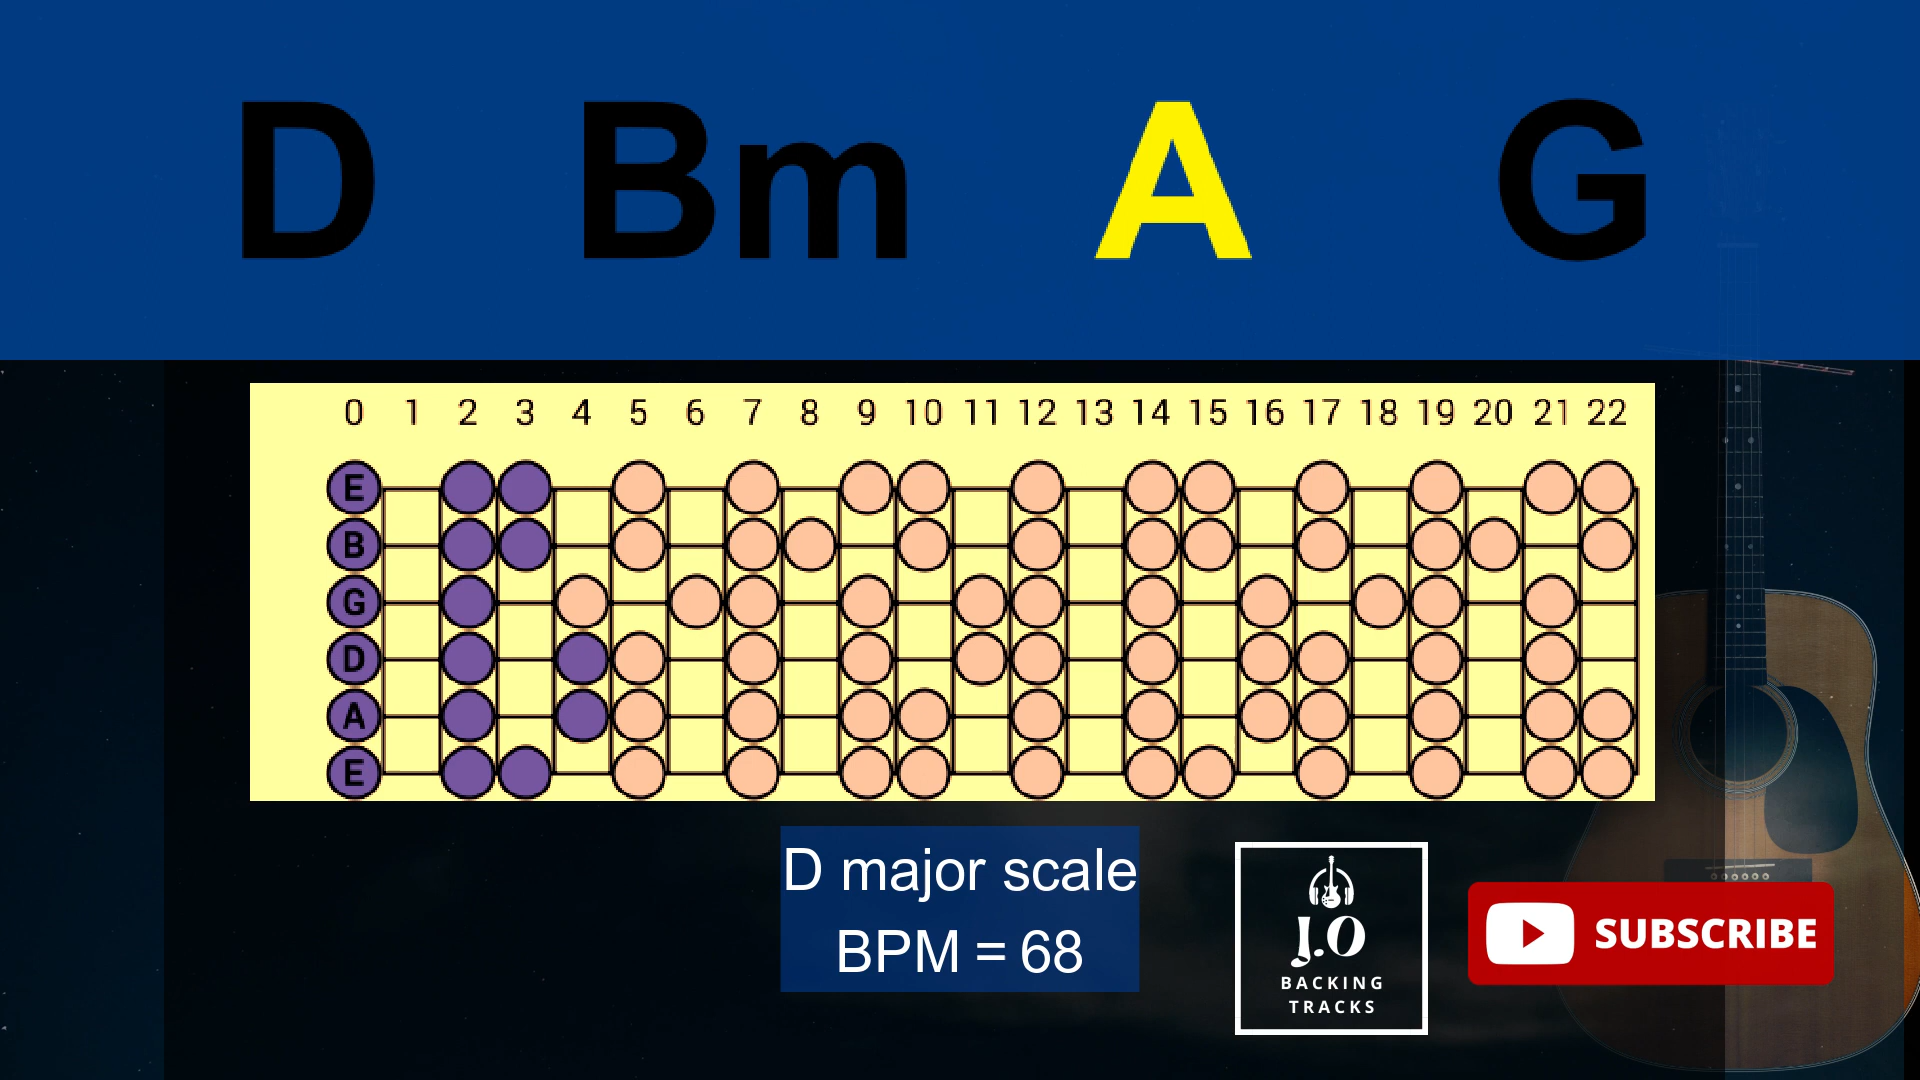 D Bm A G
0 1 2 3 4 5 6 7 8 9 10 11 12 13 14 15 16 17 18 19 20 21 22
E
B
G
D
A
E
D major scale
BPM = 68
J.O
BACKING
TRACKS
SUBSCRIBE